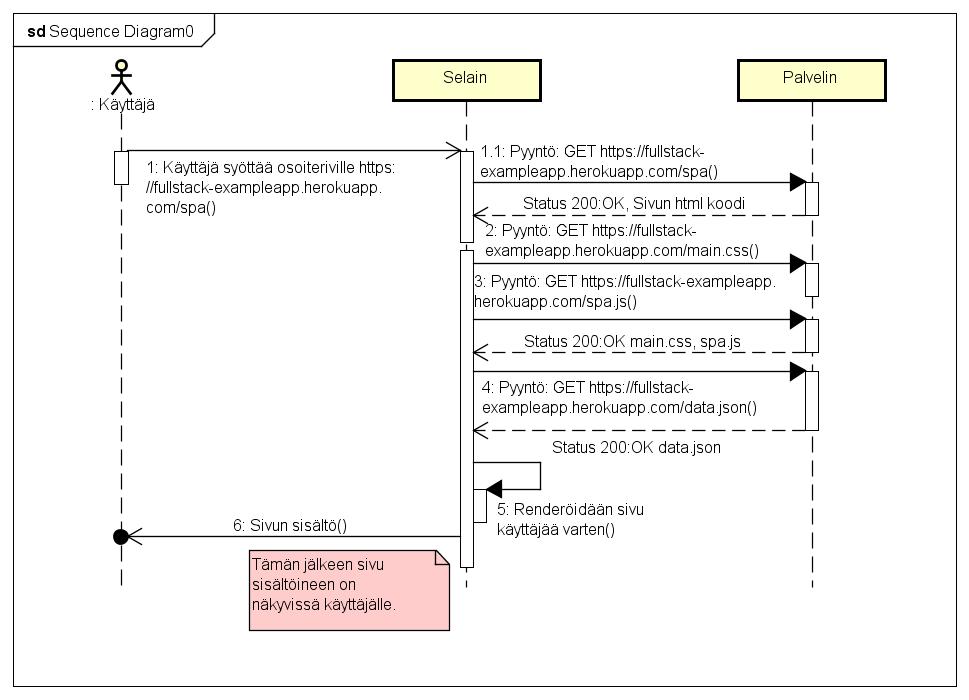 sd Sequence Diagram0
: Käyttäjä
Selain
Palvelin
1: Käyttäjä syöttää osoiteriville https:
//fullstack-exampleapp.herokuapp.
com/spa()
1.1: Pyyntö: GET https://fullstack-
exampleapp.herokuapp.com/spa()
Status 200:OK, Sivun html koodi
2: Pyyntö: GET https://fullstack-
exampleapp.herokuapp.com/main.css()
3: Pyyntö: GET https://fullstack-exampleapp.
herokuapp.com/spa.js()
Status 200:OK main.css, spa.js
4: Pyyntö: GET https://fullstack-
exampleapp.herokuapp.com/data.json()
Status 200:OK data.json
5: Renderöidään sivu
käyttäjää varten()
6: Sivun sisältö()
Tämän jälkeen sivu
sisältöineen on
näkyvissä käyttäjälle.